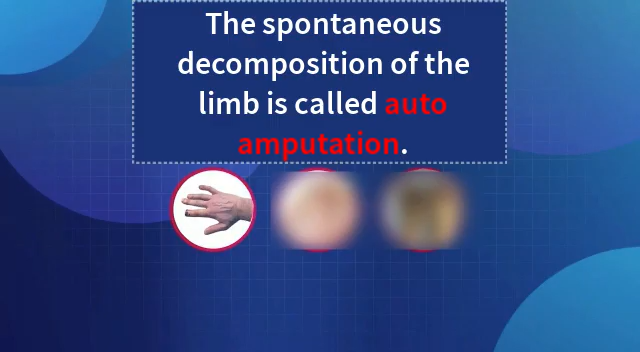 The spontaneous
decomposition of the
limb is called auto
amputation.